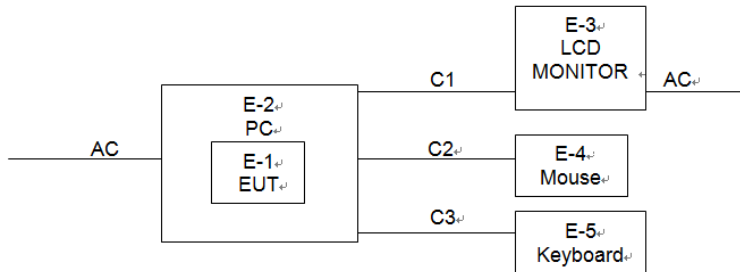 E-3
LCD
MONITOR
C1
AC
E-2
PC
AC
E-1
EUT
C2
E-4
Mouse
C3
E-5
Keyboard